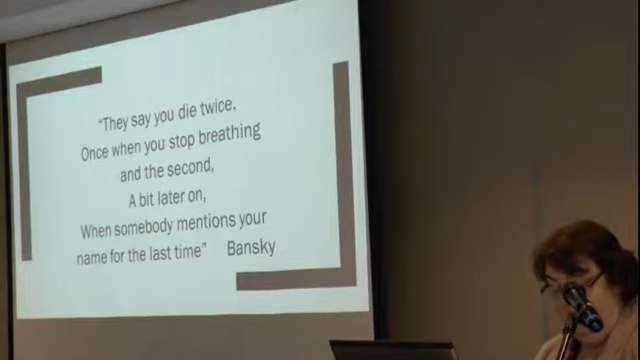 “They say you die twice.
Once when you stop breathing
and the second,
A bit later on,
When somebody mentions your
name for the last time” Bansky